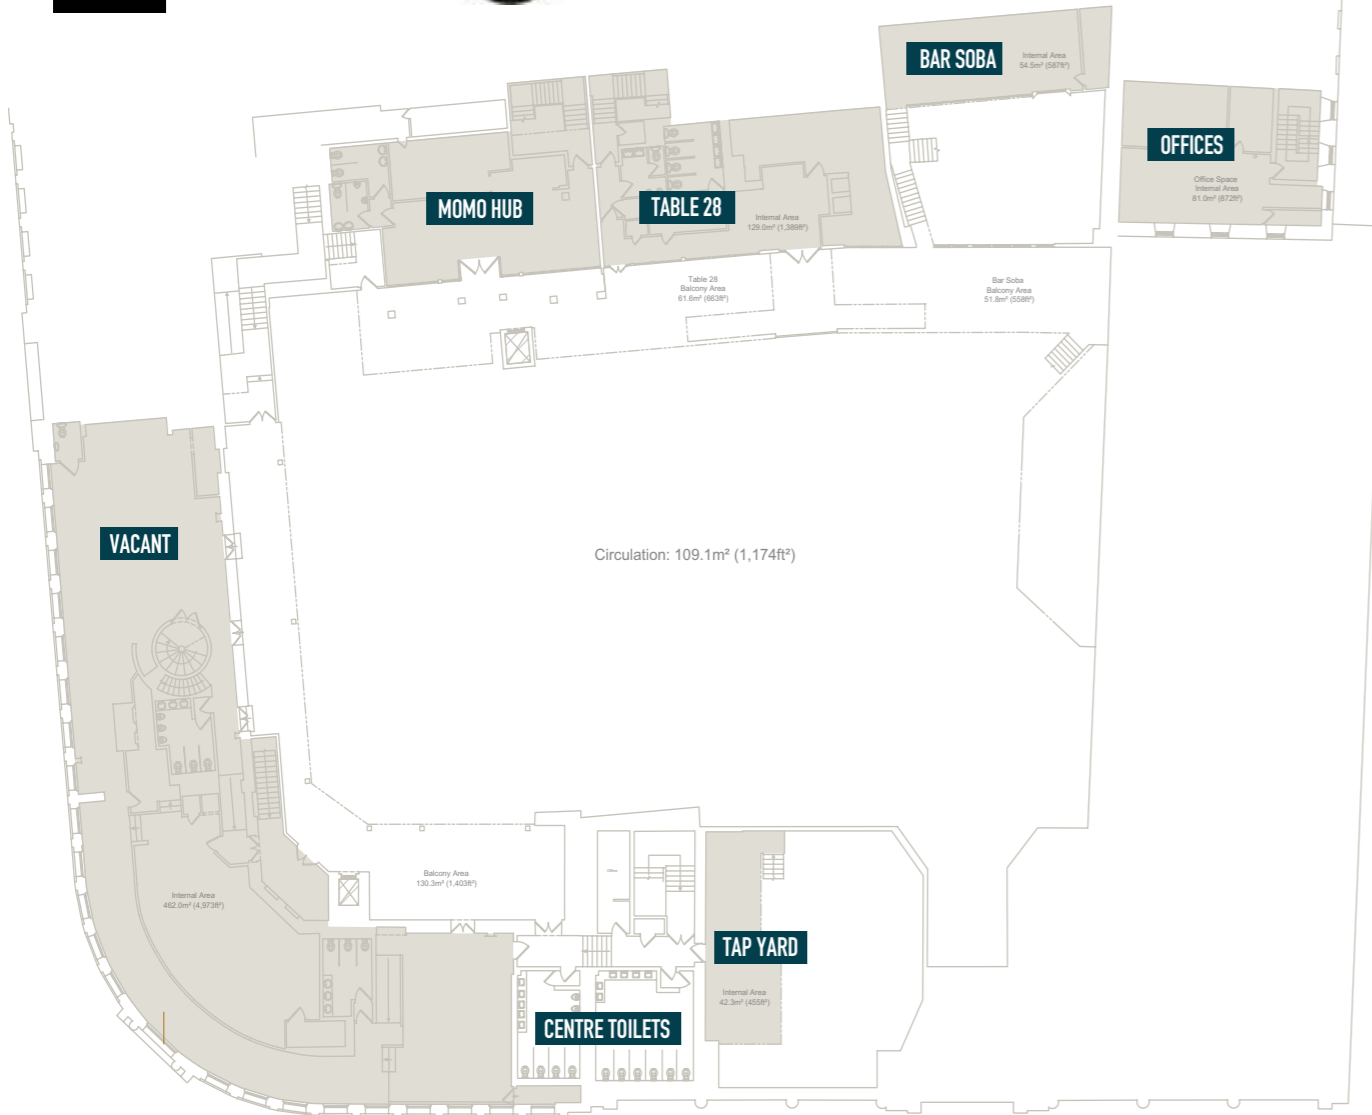 BAR SOBA
Internal Area
54.5m² (587ft²)
OFFICES
Office Space
Internal Area
81.0m² (872ft²)
MOMO HUB
TABLE 28
Internal Area
129.0m² (1,389ft²)
Table 28
Balcony Area
61.6m² (663ft²)
Bar Soba
Balcony Area
51.8m² (558ft²)
VACANT
Circulation: 109.1m² (1,174ft²)
Balcony Area
130.3m² (1,403ft²)
Office
Internal Area
462.0m² (4,973ft²)
TAP YARD
Internal Area
42.3m² (455ft²)
CENTRE TOILETS